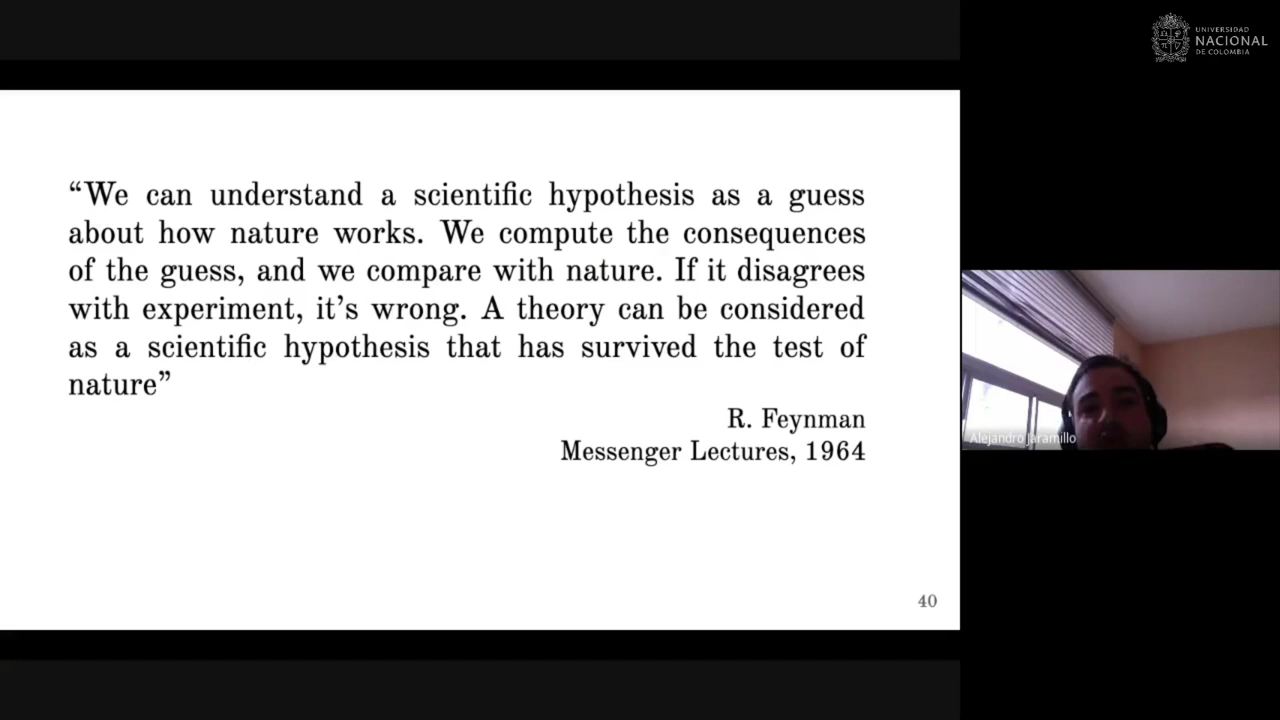 UNIVERSIDAD
NACIONAL
DE COLOMBIA
“We can understand a scientific hypothesis as a guess
about how nature works. We compute the consequences
of the guess, and we compare with nature. If it disagrees
with experiment, it’s wrong. A theory can be considered
as a scientific hypothesis that has survived the test of
nature”
R. Feynman
Messenger Lectures, 1964
40
Alejandro Jaramillo